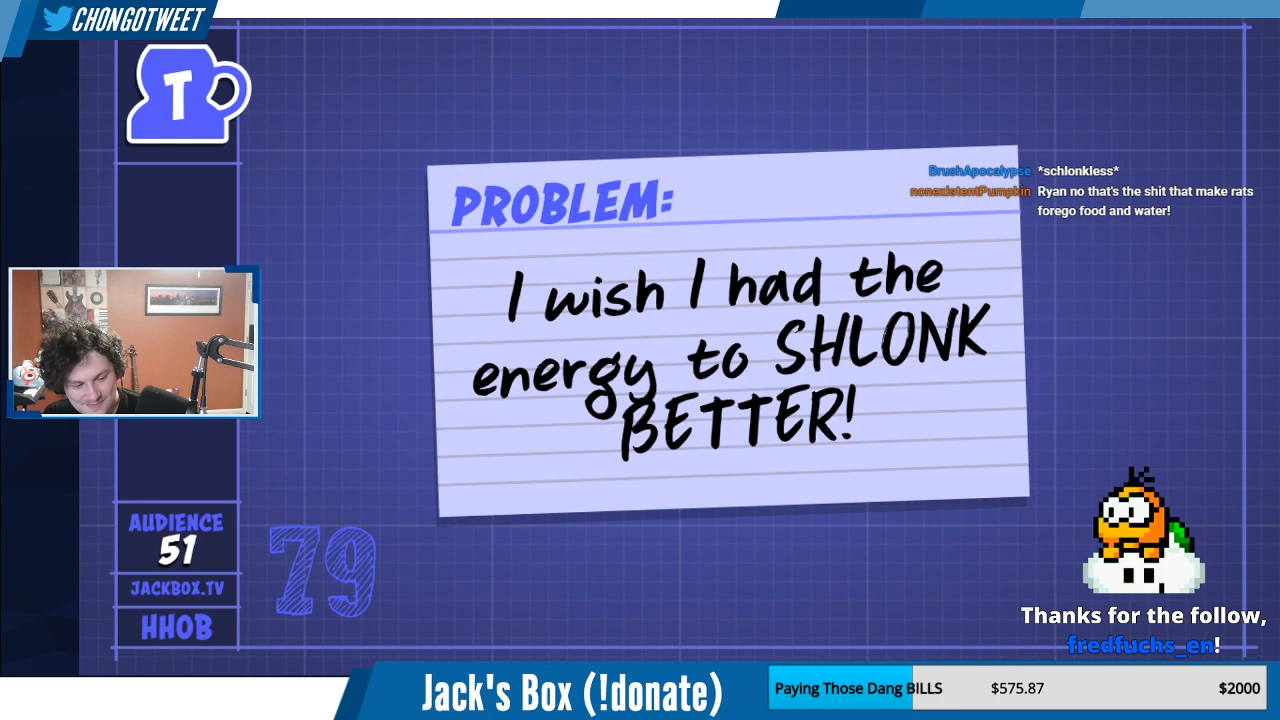 CHONGOTWEET
T
PROBLEM:
I wish I had the
energy to SHLONK
BETTER!
BrushApocalypse *schlonkless*
nonexistentPumpkin Ryan no that's the shit that make rats
forego food and water!
AUDIENCE
51
JACKBOX.TV
HHOB
79
Thanks for the follow,
fredfuchs_en!
Jack's Box (!donate)
Paying Those Dang BILLS $575.87 $2000